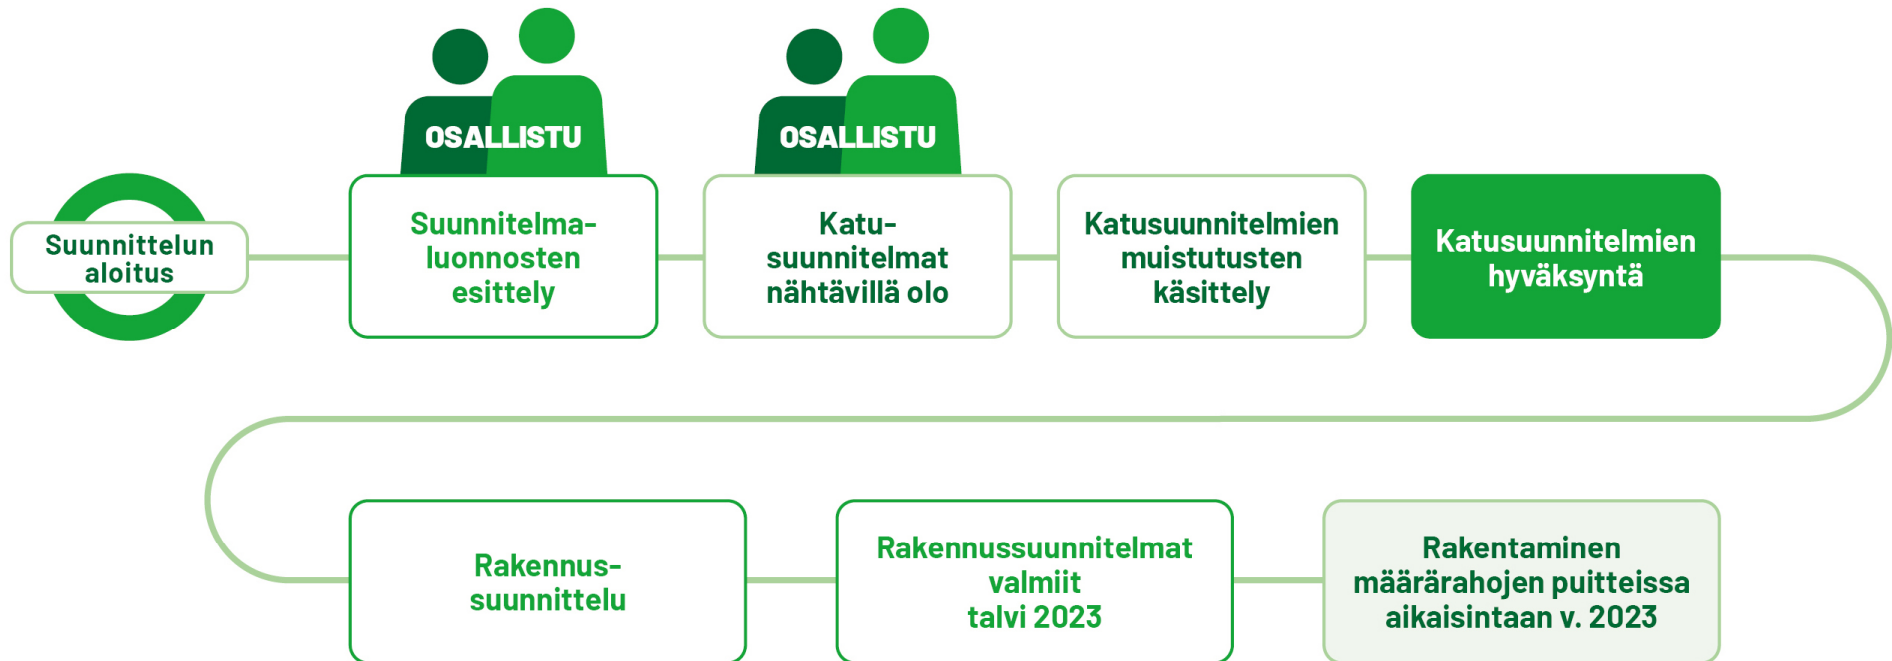 OSALLISTU
OSALLISTU
Suunnittelun
aloitus
Suunnitelma-
luonnosten
esittely
Katu-
suunnitelmat
nähtävillä olo
Katusuunnitelmien
muistutusten
käsittely
Katusuunnitelmien
hyväksyntä
Rakennus-
suunnittelu
Rakennussuunnitelmat
valmiit
talvi 2023
Rakentaminen
määrärahojen puitteissa
aikaisintaan v. 2023